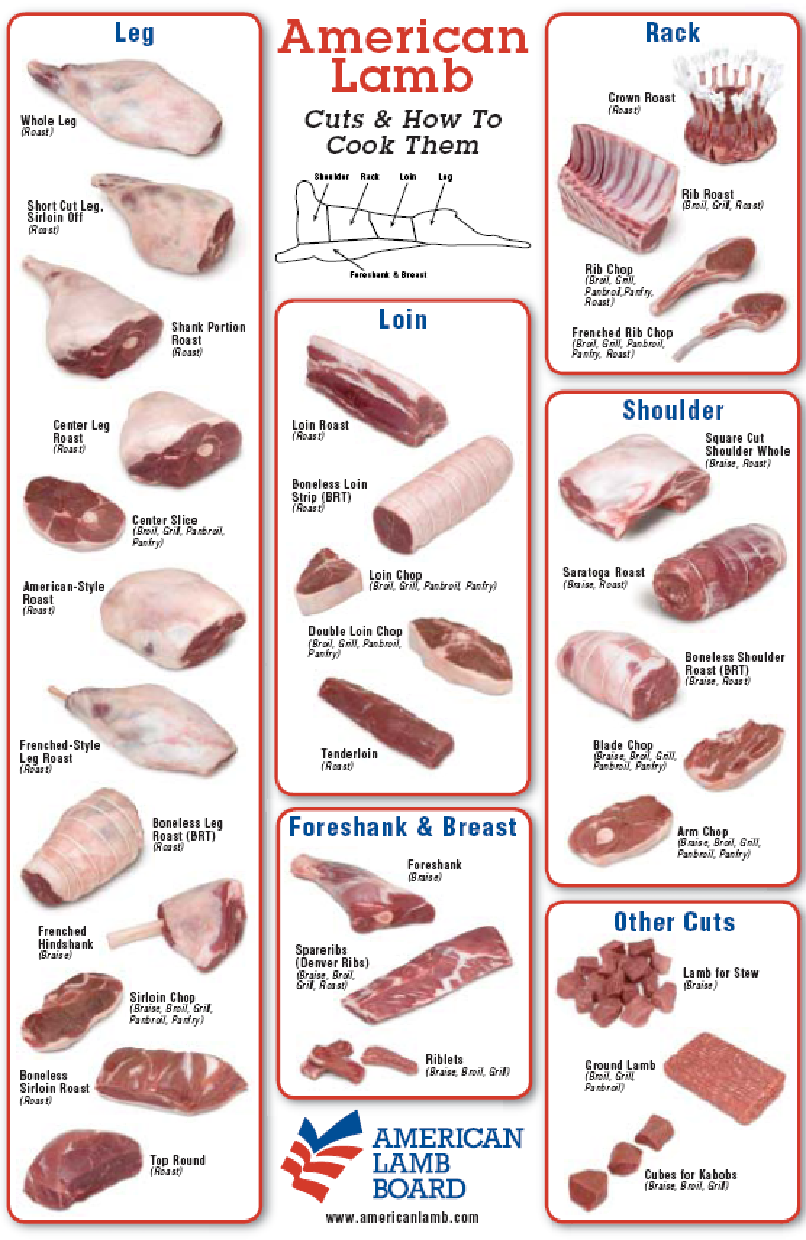 Leg
Whole Leg
(Roast)
Short Cut Leg,
Sirloin Off
(Roast)
Shank Portion
Roast
(Roast)
Center Leg
Roast
(Roast)
Center Slice
(Broil, Grill, Panbroil,
Panfry)
American-Style
Roast
(Roast)
Frenched-Style
Leg Roast
(Roast)
Boneless Leg
Roast (BRT)
(Roast)
Frenched
Hindshank
(Braise)
Sirloin Chop
(Braise, Broil, Grill,
Panbroil, Panfry)
Boneless
Sirloin Roast
(Roast)
Top Round
(Roast)
American
Lamb
Cuts & How To
Cook Them
Shoulder Rack Loin Leg
Foreshank & Breast
Loin
Loin Roast
(Roast)
Boneless Loin
Strip (BRT)
(Roast)
Loin Chop
(Broil, Grill, Panbroil, Panfry)
Double Loin Chop
(Broil, Grill, Panbroil,
Panfry)
Tenderloin
(Roast)
Foreshank & Breast
Foreshank
(Braise)
Spareribs
(Denver Ribs)
(Braise, Broil,
Grill, Roast)
Riblets
(Braise, Broil, Grill)
AMERICAN
LAMB
BOARD
www.americanlamb.com
Rack
Crown Roast
(Roast)
Rib Roast
(Broil, Grill, Roast)
Rib Chop
(Broil, Grill,
Panbroil,Panfry,
Roast)
Frenched Rib Chop
(Broil, Grill, Panbroil,
Panfry, Roast)
Shoulder
Square Cut
Shoulder Whole
(Braise, Roast)
Saratoga Roast
(Braise, Roast)
Boneless Shoulder
Roast (BRT)
(Braise, Roast)
Blade Chop
(Braise, Broil, Grill,
Panbroil, Panfry)
Arm Chop
(Braise, Broil, Grill,
Panbroil, Panfry)
Other Cuts
Lamb for Stew
(Braise)
Ground Lamb
(Broil, Grill,
Panbroil)
Cubes for Kabobs
(Braise, Broil, Grill)